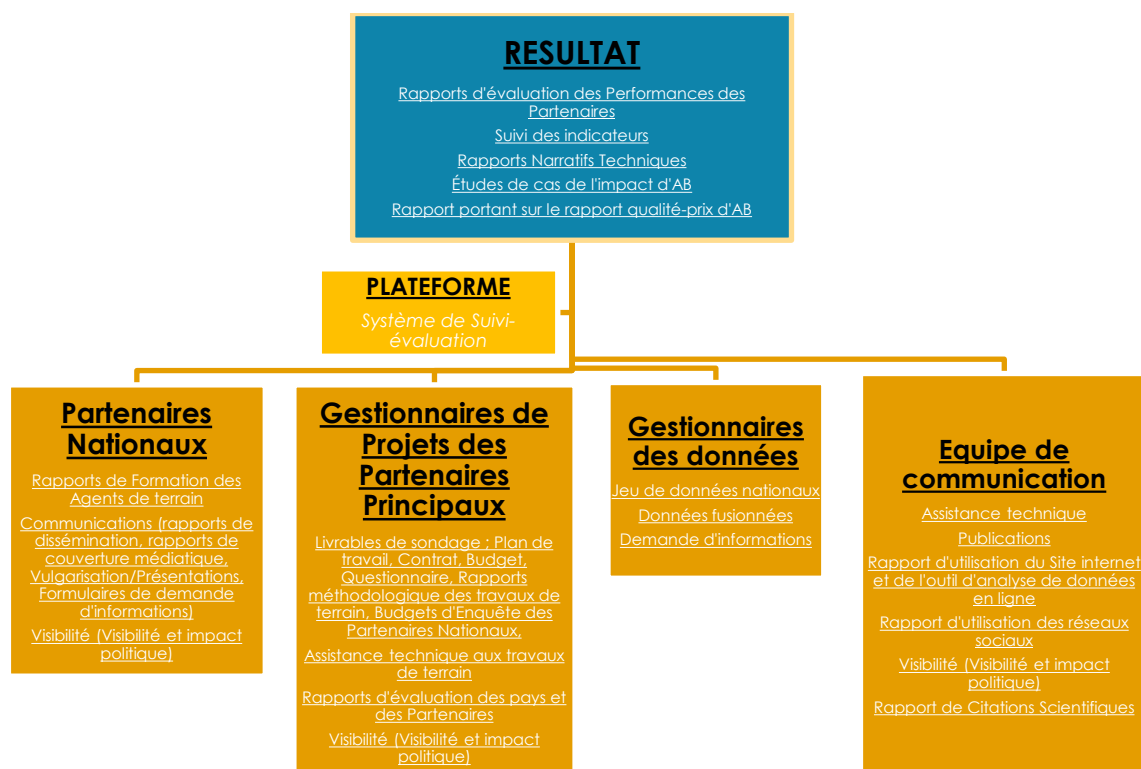 RESULTAT
Rapports d'évaluation des Performances des
Partenaires
Suivi des indicateurs
Rapports Narratifs Techniques
Études de cas de l'impact d'AB
Rapport portant sur le rapport qualité-prix d'AB
PLATEFORME
Système de Suivi-
évaluation
Partenaires
Nationaux
Rapports de Formation des
Agents de terrain
Communications (rapports de
dissémination, rapports de
couverture médiatique,
Vulgarisation/Présentations,
Formulaires de demande
d'informations)
Visibilité (Visibilité et impact
politique)
Gestionnaires de
Projets des
Partenaires
Principaux
Livrables de sondage ; Plan de
travail, Contrat, Budget,
Questionnaire, Rapports
méthodologique des travaux de
terrain, Budgets d'Enquête des
Partenaires Nationaux,
Assistance technique aux travaux
de terrain
Rapports d'évaluation des pays et
des Partenaires
Visibilité (Visibilité et impact
politique)
Gestionnaires
des données
Jeu de données nationaux
Données fusionnées
Demande d'informations
Equipe de
communication
Assistance technique
Publications
Rapport d'utilisation du Site internet
et de l'outil d'analyse de données
en ligne
Rapport d'utilisation des réseaux
sociaux
Visibilité (Visibilité et impact
politique)
Rapport de Citations Scientifiques